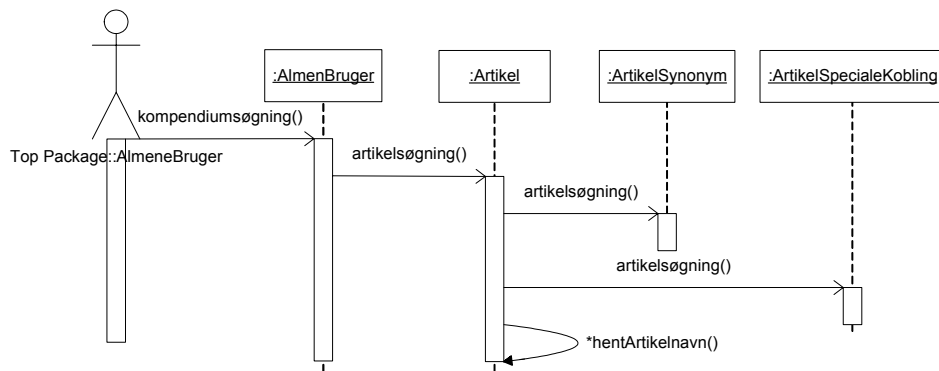 :AlmenBruger
:Artikel
:ArtikelSynonym
:ArtikelSpecialeKobling
kompendiumsøgning()
Top Package::AlmeneBruger
artikelsøgning()
artikelsøgning()
artikelsøgning()
*hentArtikelnavn()